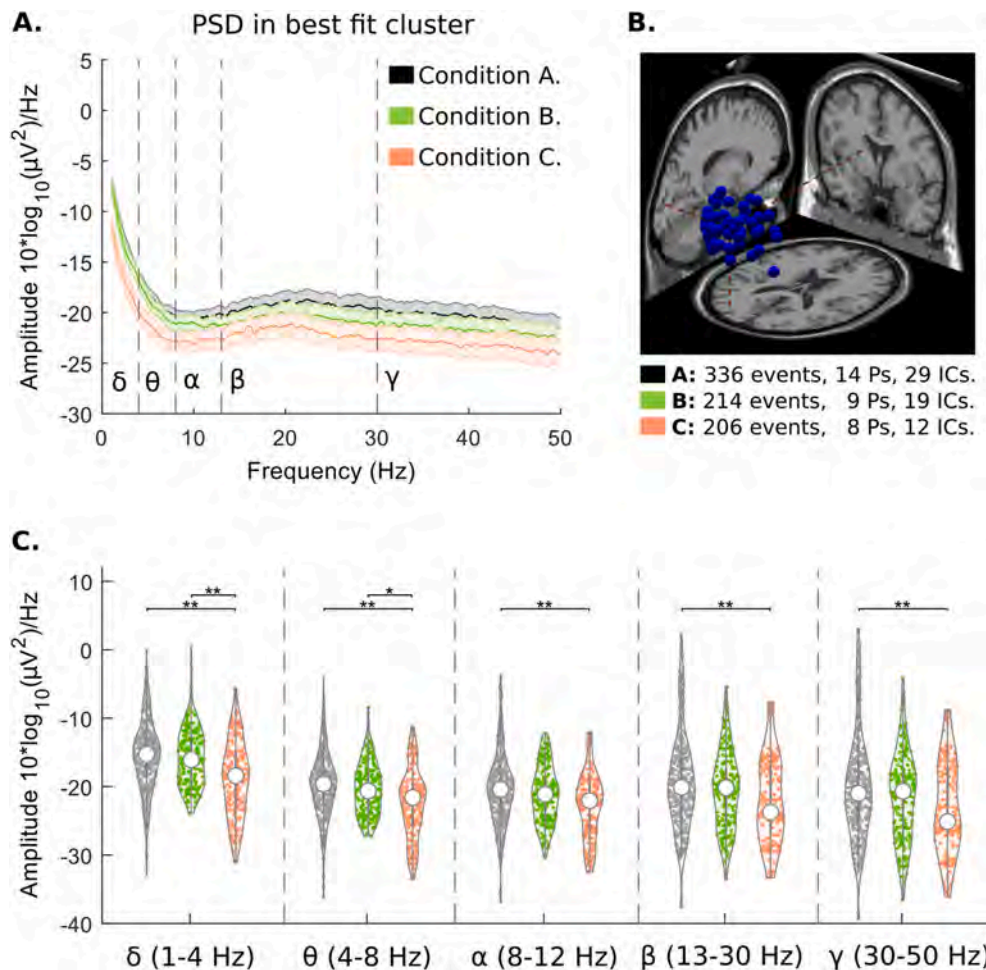 A.
PSD in best fit cluster
Amplitude 10*log10(µV²)/Hz
5
0
-5
-10
-15
-20
-25
-30
Condition A.
Condition B.
Condition C.
δ θ α β γ
0 10 20 30 40 50
Frequency (Hz)
B.
A: 336 events, 14 Ps, 29 ICs.
B: 214 events, 9 Ps, 19 ICs.
C: 206 events, 8 Ps, 12 ICs.
C.
Amplitude 10*log10(µV²)/Hz
10
0
-10
-20
-30
-40
** * 
** ** ** ** **
δ (1-4 Hz) θ (4-8 Hz) α (8-12 Hz) β (13-30 Hz) γ (30-50 Hz)